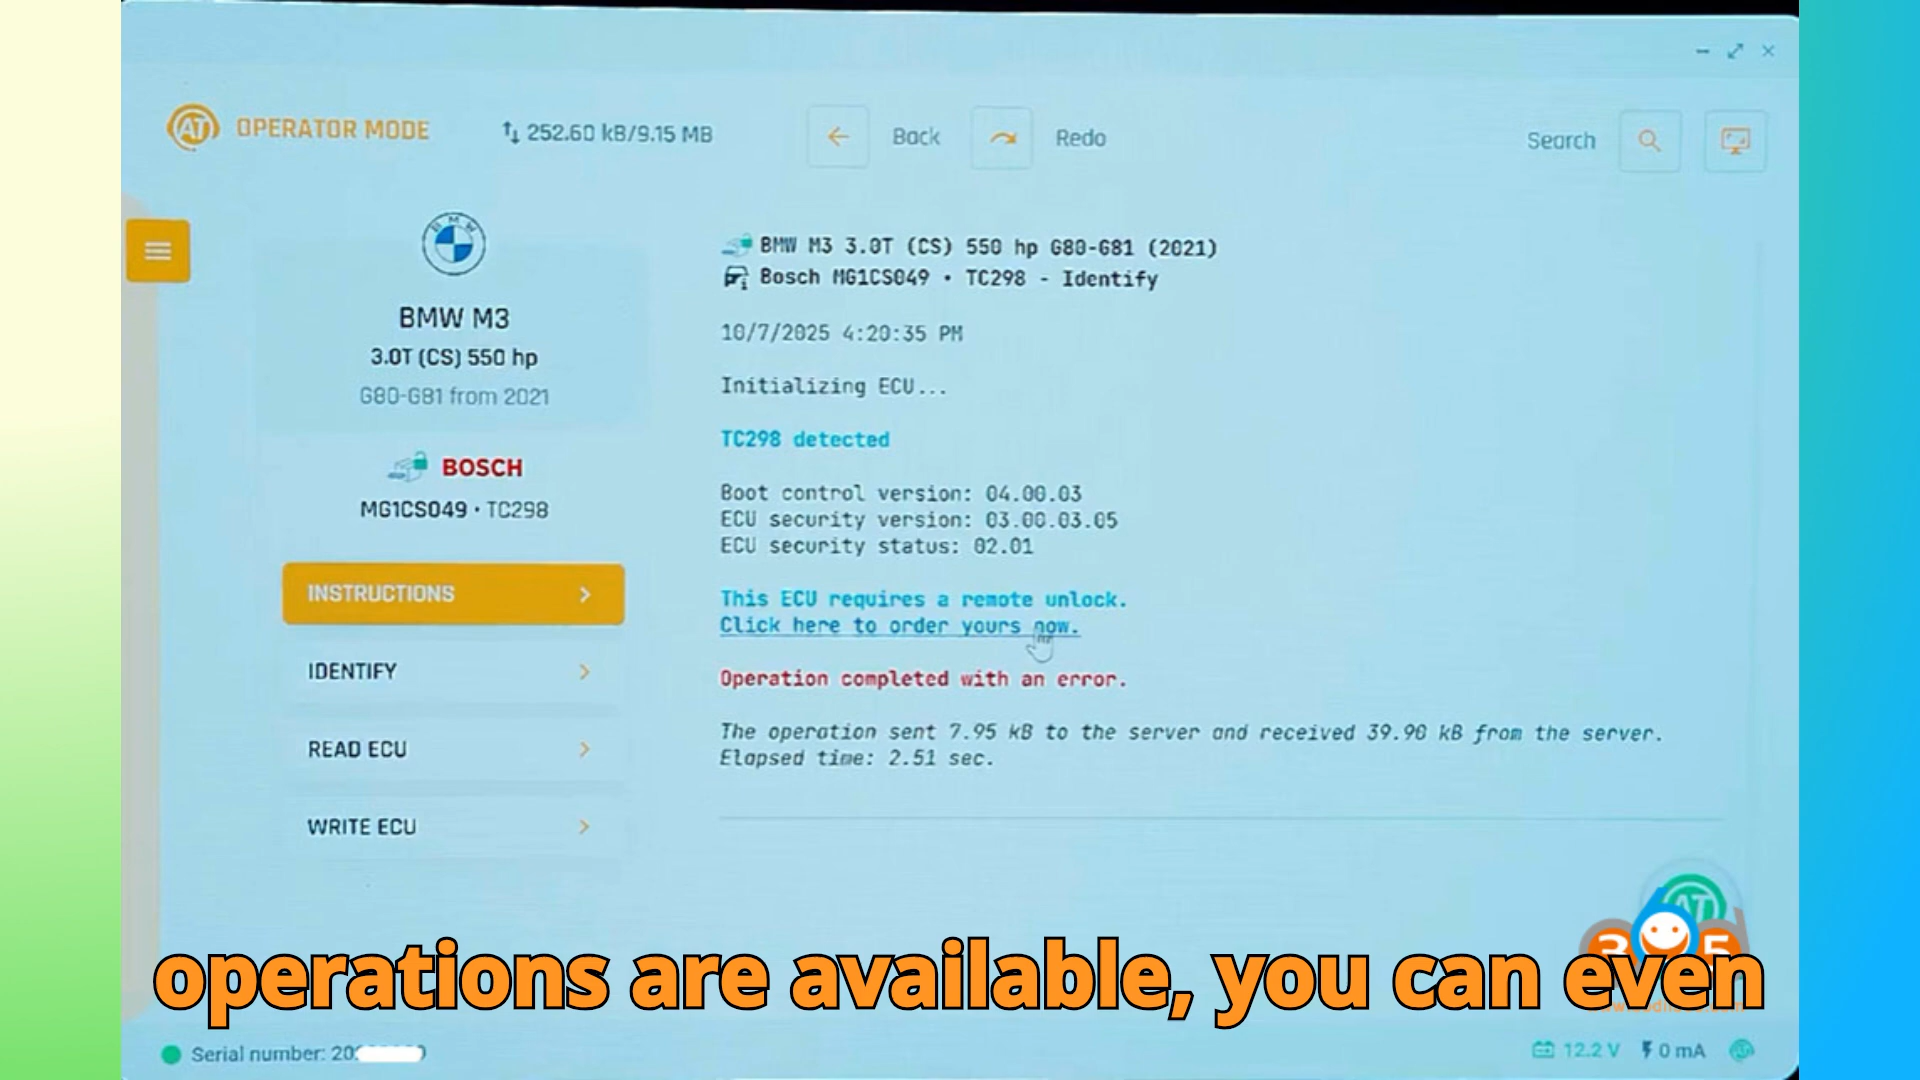 AT OPERATOR MODE
252.60 kB/9.15 MB
Back
Redo
Search
BMW
BMW M3
3.0T (CS) 550 hp
G80-G81 from 2021
BOSCH
MG1CS049 • TC298
INSTRUCTIONS
IDENTIFY
READ ECU
WRITE ECU
BMW M3 3.0T (CS) 550 hp G80-G81 (2021)
Bosch MG1CS049 • TC298 - Identify
10/7/2025 4:20:35 PM
Initializing ECU...
TC298 detected
Boot control version: 04.00.03
ECU security version: 03.00.03.05
ECU security status: 02.01
This ECU requires a remote unlock.
Click here to order yours now.
Operation completed with an error.
The operation sent 7.95 kB to the server and received 39.90 kB from the server.
Elapsed time: 2.51 sec.
AT
operations are available, you can even
Serial number: 20
12.2 V
0 mA